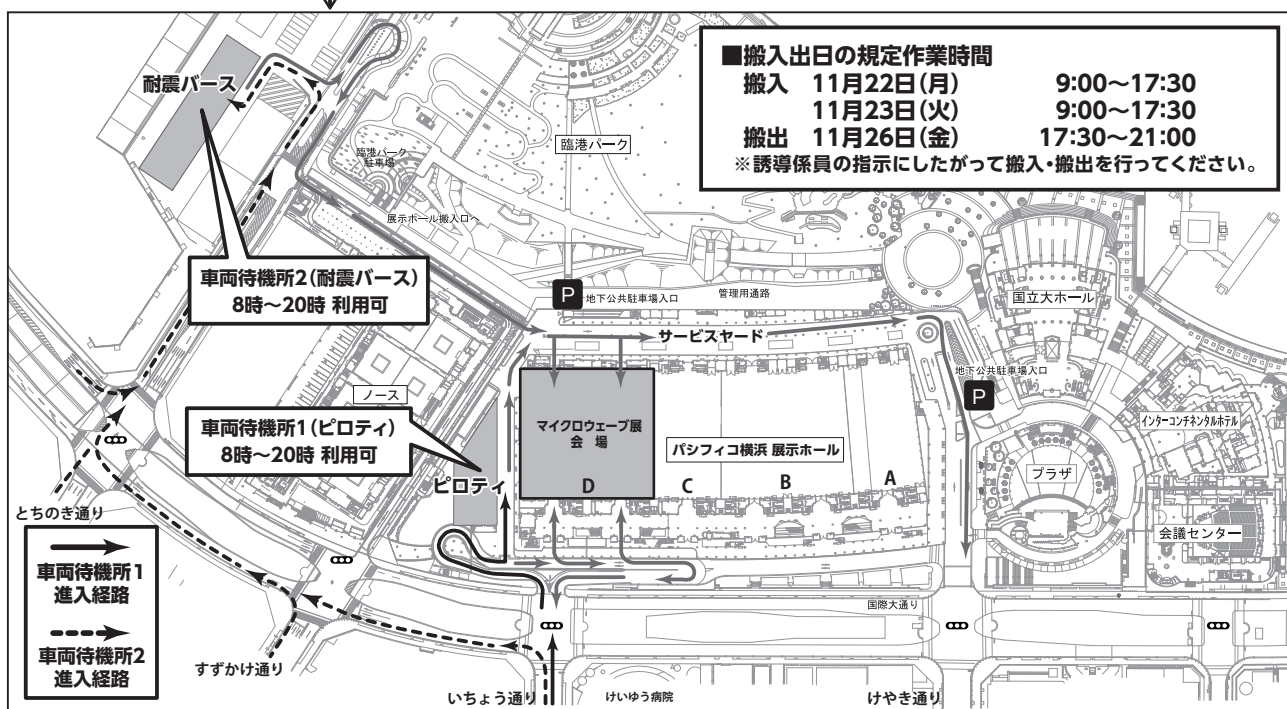 ■搬入出日の規定作業時間
搬入 11月22日(月) 9:00〜17:30
11月23日(火) 9:00〜17:30
搬出 11月26日(金) 17:30〜21:00
※誘導係員の指示にしたがって搬入・搬出を行ってください。
耐震バース
臨港パーク
臨港パーク
駐車場
展示ホール搬入口へ
車両待機所2(耐震バース)
8時〜20時 利用可
P
地下公共駐車場入口
管理用通路
国立大ホール
サービスヤード
地下公共駐車場入口
P
ノース
車両待機所1(ピロティ)
8時〜20時 利用可
マイクロウェーブ展
会 場
パシフィコ横浜 展示ホール
インターコンチネンタルホテル
プラザ
ピロティ
D
C
B
A
会議センター
とちのき通り
車両待機所1
進入経路
車両待機所2
進入経路
国際大通り
すずかけ通り
いちょう通り
けいゆう病院
けやき通り